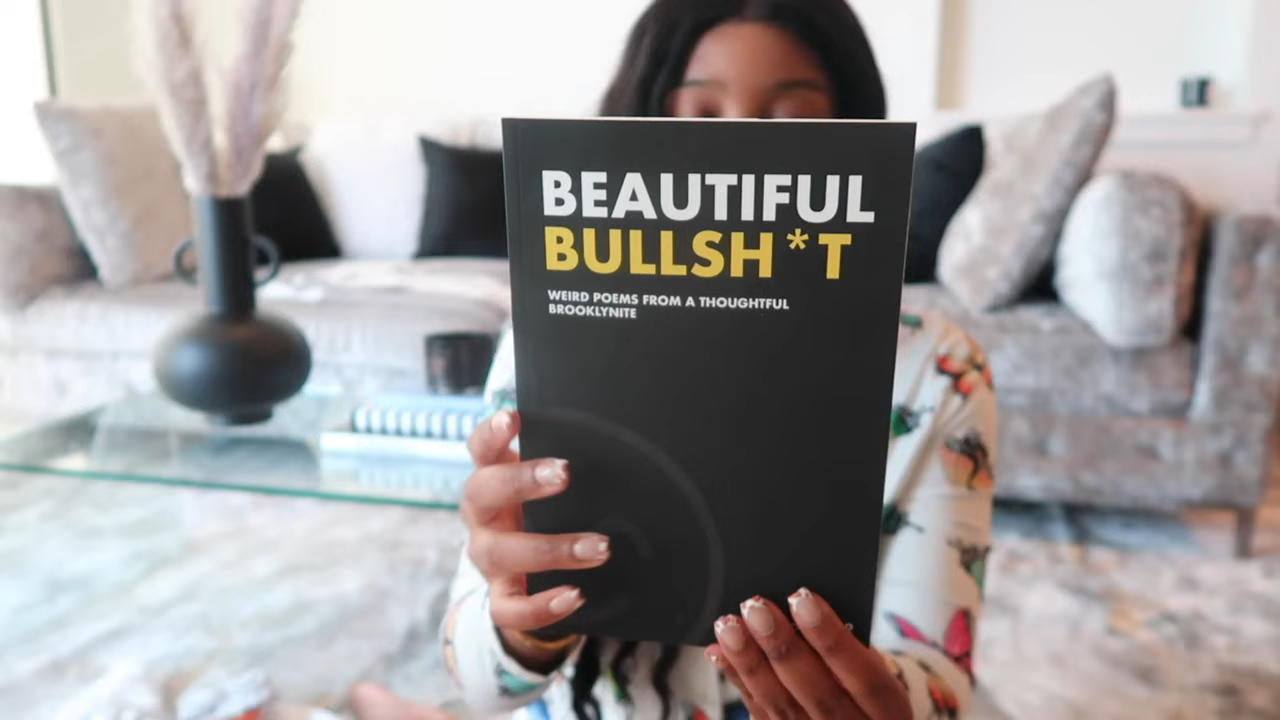 BEAUTIFUL
BULLSH*T
WEIRD POEMS FROM A THOUGHTFUL
BROOKLYNITE